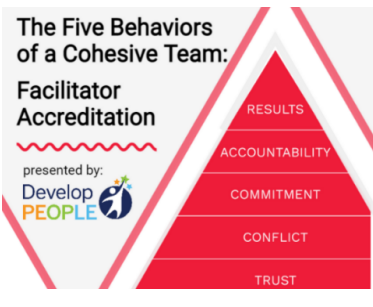 The Five Behaviors
of a Cohesive Team:
Facilitator
Accreditation
presented by:
Develop
PEOPLE
RESULTS
ACCOUNTABILITY
COMMITMENT
CONFLICT
TRUST